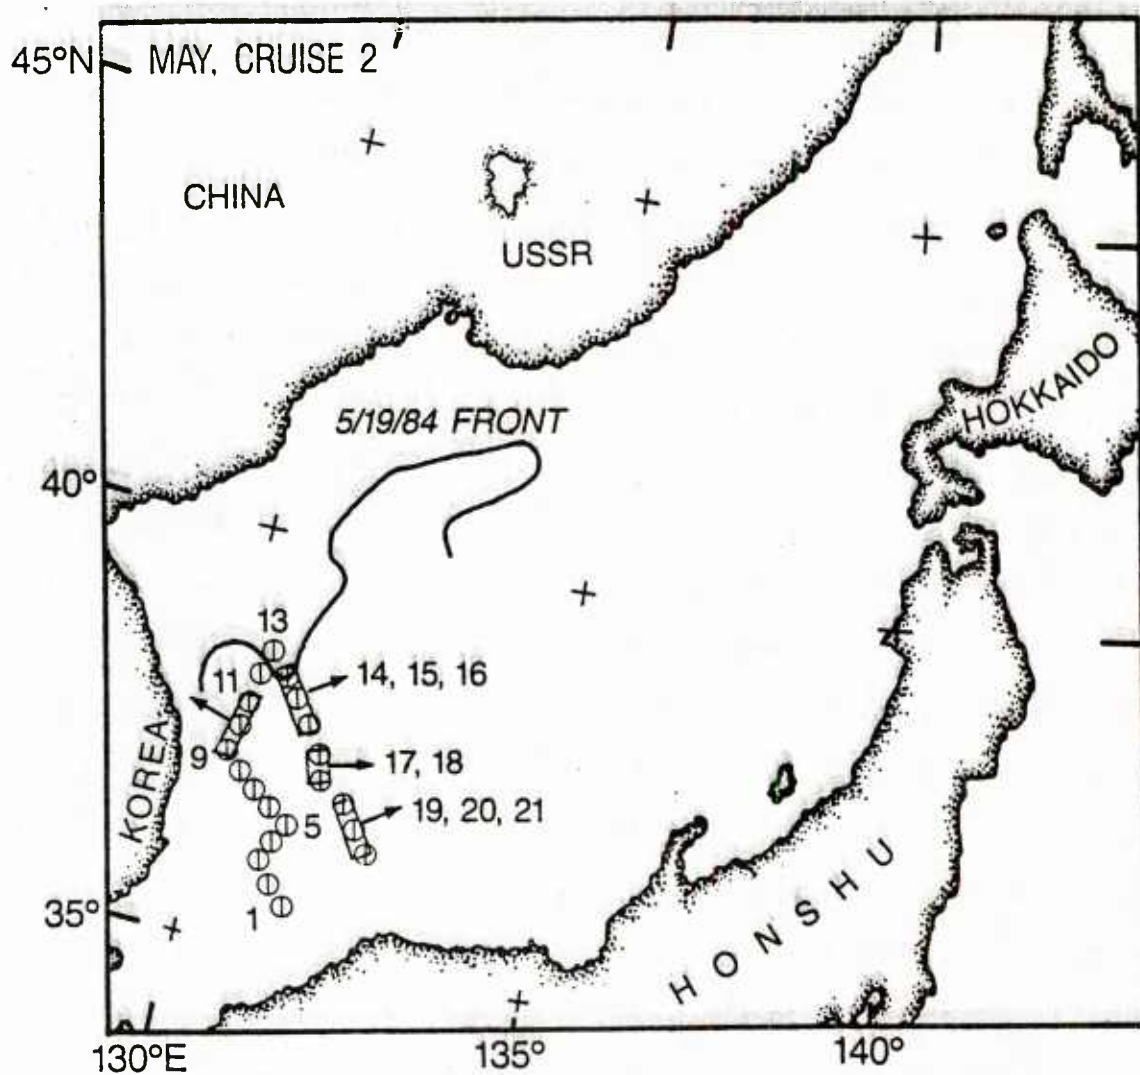 45°N
MAY, CRUISE 2
CHINA
USSR
HOKKAIDO
5/19/84 FRONT
40°
13
11
14, 15, 16
9
17, 18
KOREA
5
19, 20, 21
1
35°
HONSHU
130°E
135°
140°